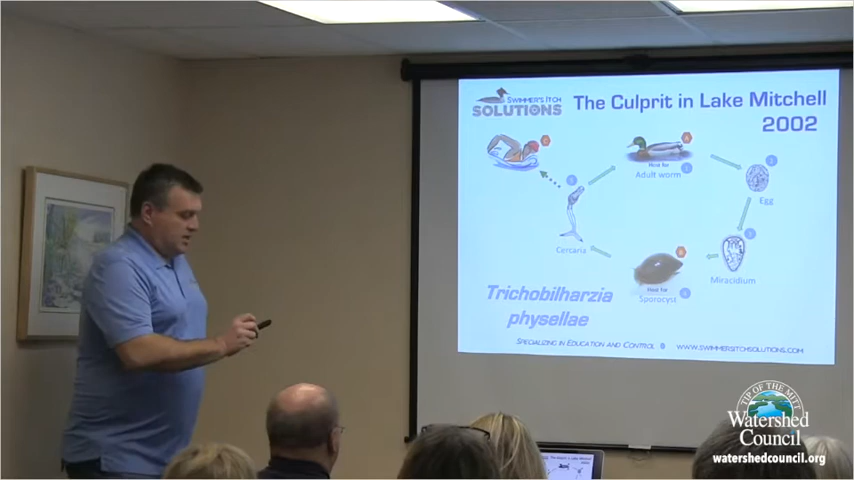 SWIMMER'S ITCH
SOLUTIONS
The Culprit in Lake Mitchell
2002
Host for
Adult worm
Egg
Cercaria
Miracidium
Host for
Sporocyst
Trichobilharzia
physellae
SPECIALIZING IN EDUCATION AND CONTROL
WWW.SWIMMERSITCHSOLUTIONS.COM
TIP OF THE MITT
Watershed
Council
watershedcouncil.org